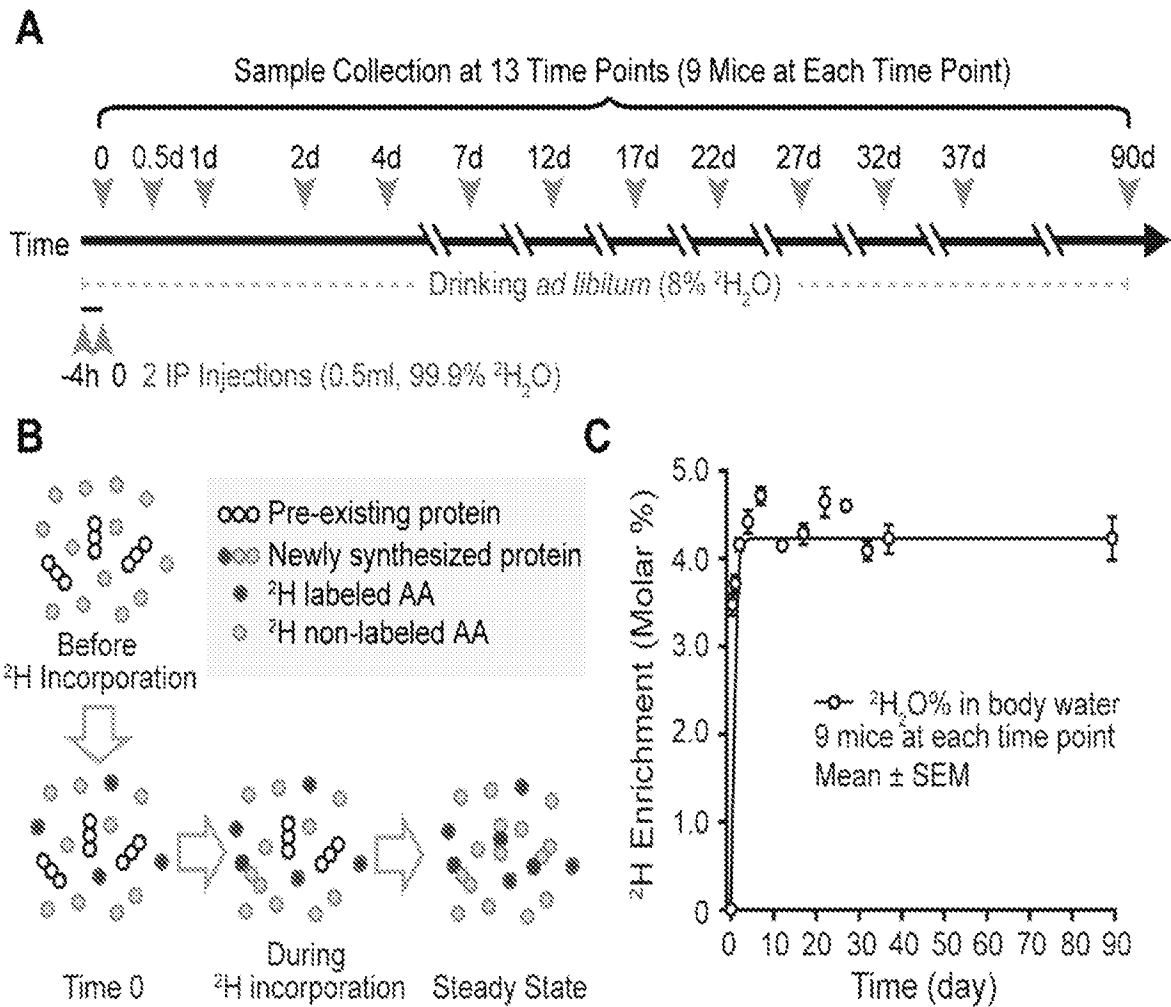 A
Sample Collection at 13 Time Points (9 Mice at Each Time Point)
0 0.5d 1d 2d 4d 7d 12d 17d 22d 27d 32d 37d 90d
Time
Drinking ad libitum (8% ²H₂O)
-4h 0 2 IP Injections (0.5ml, 99.9% ²H₂O)
B
Pre-existing protein
Newly synthesized protein
²H labeled AA
²H non-labeled AA
Before
²H Incorporation
Time 0
During
²H incorporation
Steady State
C
²H Enrichment (Molar %)
5.0
4.0
3.0
2.0
1.0
0
²H₂O% in body water
9 mice at each time point
Mean ± SEM
0 10 20 30 40 50 60 70 80 90
Time (day)